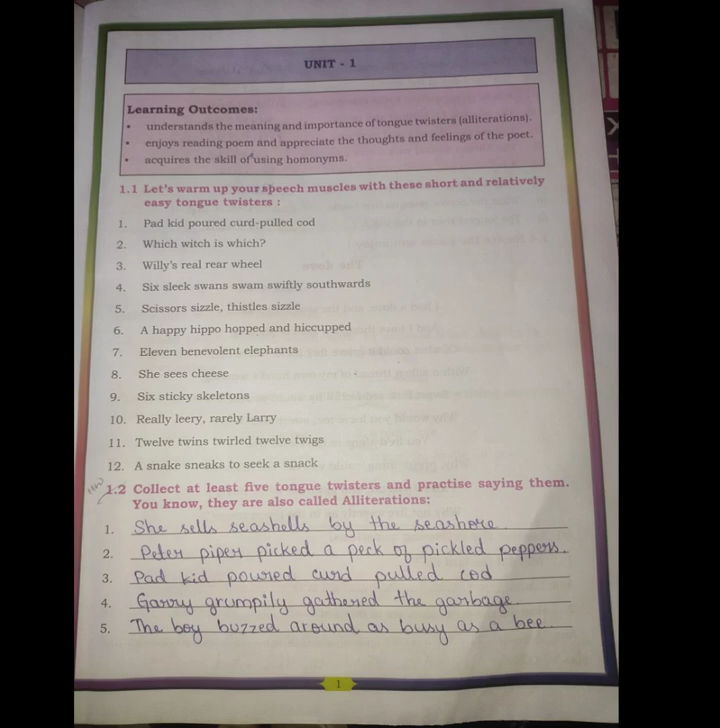 UNIT - 1
Learning Outcomes:
• understands the meaning and importance of tongue twisters (alliterations).
• enjoys reading poem and appreciate the thoughts and feelings of the poet.
• acquires the skill of using homonyms.
1.1 Let's warm up your speech muscles with these short and relatively
easy tongue twisters :
1. Pad kid poured curd-pulled cod
2. Which witch is which?
3. Willy's real rear wheel
4. Six sleek swans swam swiftly southwards
5. Scissors sizzle, thistles sizzle
6. A happy hippo hopped and hiccupped
7. Eleven benevolent elephants
8. She sees cheese
9. Six sticky skeletons
10. Really leery, rarely Larry
11. Twelve twins twirled twelve twigs
12. A snake sneaks to seek a snack
1.2 Collect at least five tongue twisters and practise saying them.
You know, they are also called Alliterations:
1. She sells seashells by the seashore
2. Peter piper picked a peck of pickled peppers.
3. Pad kid poured curd pulled cod
4. Garry grumpily gathered the garbage.
5. The boy buzzed around as busy as a bee
1